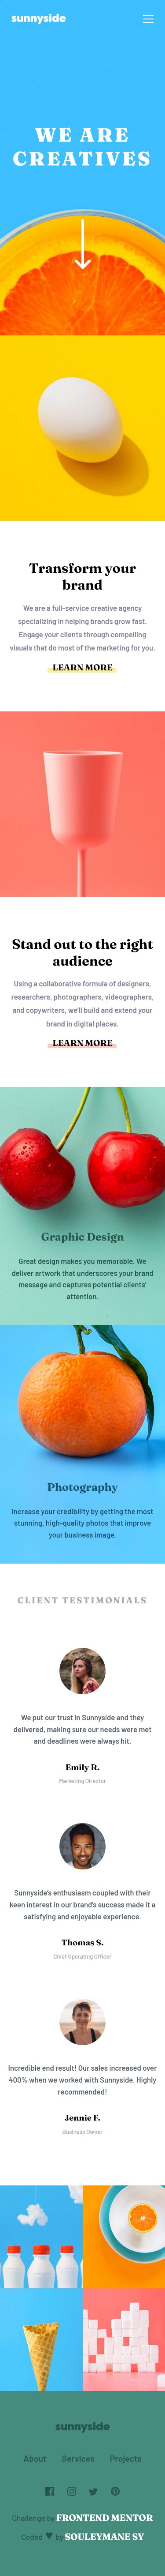 sunnyside
WE ARE
CREATIVES
Transform your
brand
We are a full-service creative agency
specializing in helping brands grow fast.
Engage your clients through compelling
visuals that do most of the marketing for you.
LEARN MORE
Stand out to the right
audience
Using a collaborative formula of designers,
researchers, photographers, videographers,
and copywriters, we'll build and extend your
brand in digital places.
LEARN MORE
Graphic Design
Great design makes you memorable. We
deliver artwork that underscores your brand
message and captures potential clients'
attention.
Photography
Increase your credibility by getting the most
stunning, high-quality photos that improve
your business image.
CLIENT TESTIMONIALS
We put our trust in Sunnyside and they
delivered, making sure our needs were met
and deadlines were always hit.
Emily R.
Marketing Director
Sunnyside's enthusiasm coupled with their
keen interest in our brand's success made it a
satisfying and enjoyable experience.
Thomas S.
Chief Operating Officer
Incredible end result! Our sales increased over
400% when we worked with Sunnyside. Highly
recommended!
Jennie F.
Business Owner
sunnyside
About Services Projects
Challenge by FRONTEND MENTOR
Coded ♥ by SOULEYMANE SY